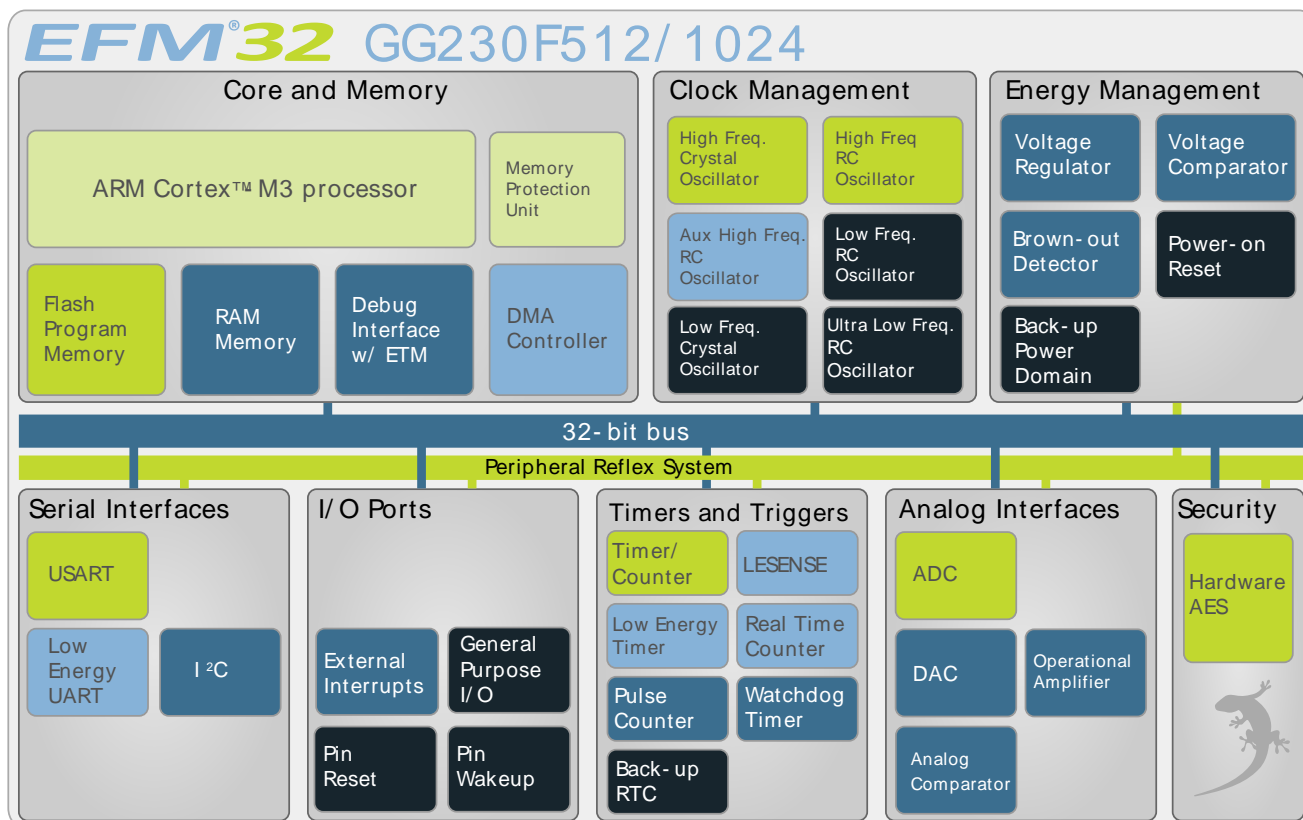 EFM®32 GG230F512/1024
Core and Memory
ARM Cortex™ M3 processor
Memory
Protection
Unit
Flash
Program
Memory
RAM
Memory
Debug
Interface
w/ ETM
DMA
Controller
Clock Management
High Freq.
Crystal
Oscillator
High Freq
RC
Oscillator
Aux High Freq.
RC
Oscillator
Low Freq.
RC
Oscillator
Low Freq.
Crystal
Oscillator
Ultra Low Freq.
RC
Oscillator
Energy Management
Voltage
Regulator
Voltage
Comparator
Brown-out
Detector
Power-on
Reset
Back-up
Power
Domain
32-bit bus
Peripheral Reflex System
Serial Interfaces
USART
Low
Energy
UART
I²C
I/O Ports
External
Interrupts
General
Purpose
I/O
Pin
Reset
Pin
Wakeup
Timers and Triggers
Timer/
Counter
LESENSE
Low Energy
Timer
Real Time
Counter
Pulse
Counter
Watchdog
Timer
Back-up
RTC
Analog Interfaces
ADC
DAC
Operational
Amplifier
Analog
Comparator
Security
Hardware
AES